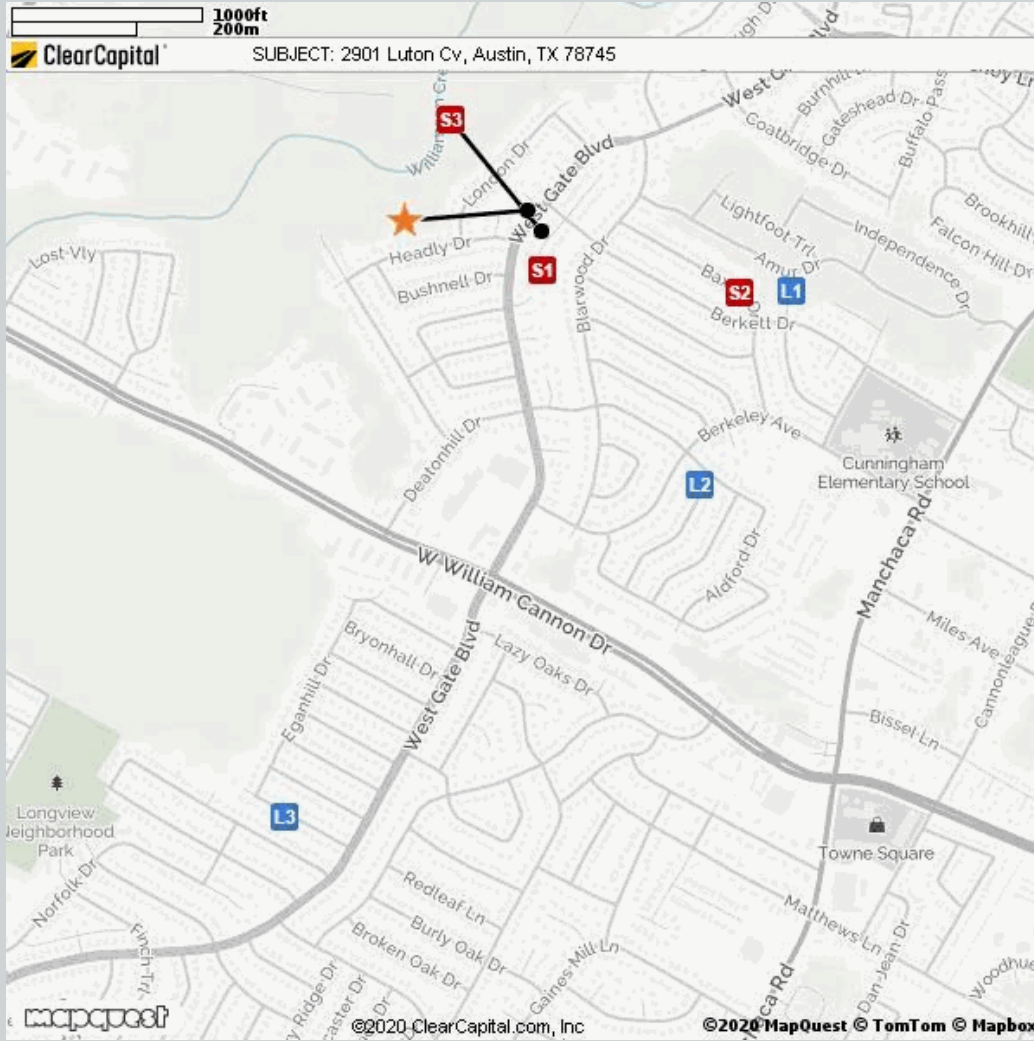 1000ft
200m
ClearCapital
SUBJECT: 2901 Luton Cv, Austin, TX 78745
West
Burnhill
Gateshead Dr
Coatbridge Dr
Buffalo Pass
S3
London Dr
West Gate Blvd
Lightfoot Trl
Independence Dr
Amur Dr
Falcon Hill Dr
Lost-Vly
Headly Dr
Bushnell Dr
S1
Blarwood Dr
S2
L1
Berkett Dr
Deatonhill Dr
Berkeley Ave
Cunningham
Elementary School
L2
Manchaca Rd
Aldford Dr
W William Cannon Dr
Bryonhall Dr
Lazy Oaks Dr
Miles Ave
Eganhill Dr
West Gate Blvd
Bissel Ln
Longview
Neighborhood
Park
L3
Towne Square
Norfolk Dr
Finch Trl
Redleaf Ln
Burly Oak Dr
Broken Oak Dr
Gaines Mill Ln
Matthews Ln
Dan Jean Dr
mapquest
©2020 ClearCapital.com, Inc
©2020 MapQuest © TomTom © Mapbox